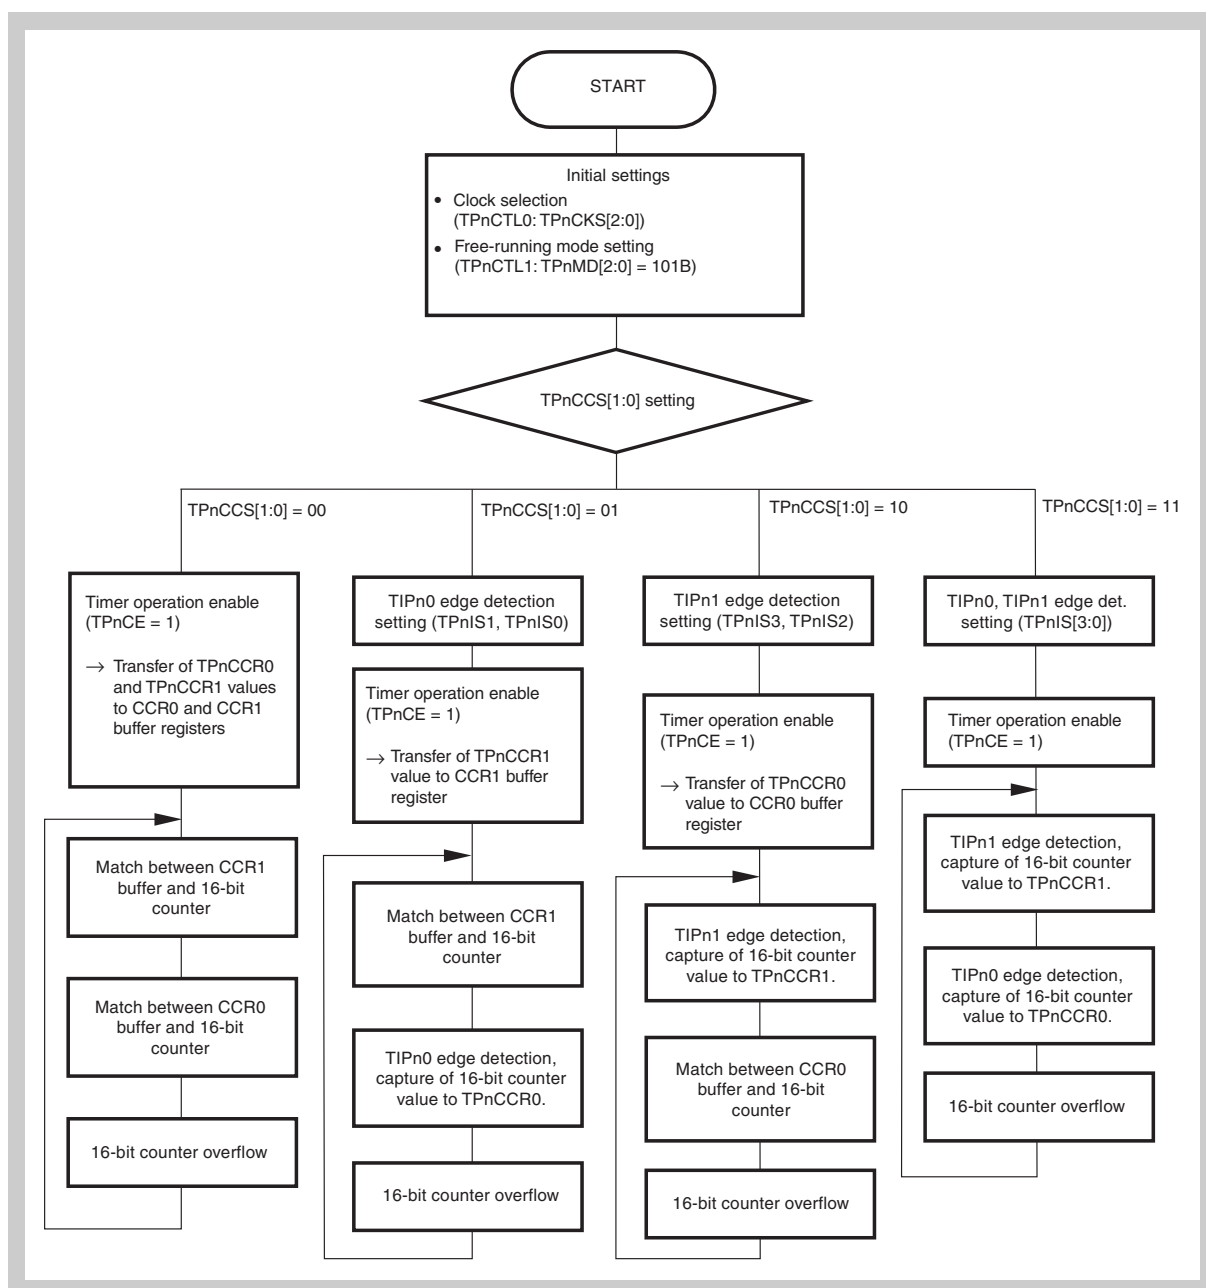 START
Initial settings
• Clock selection
(TPnCTL0: TPnCKS[2:0])
• Free-running mode setting
(TPnCTL1: TPnMD[2:0] = 101B)
TPnCCS[1:0] setting
TPnCCS[1:0] = 00
TPnCCS[1:0] = 01
TPnCCS[1:0] = 10
TPnCCS[1:0] = 11
Timer operation enable
(TPnCE = 1)
→ Transfer of TPnCCR0
and TPnCCR1 values
to CCR0 and CCR1
buffer registers
Match between CCR1
buffer and 16-bit
counter
Match between CCR0
buffer and 16-bit
counter
16-bit counter overflow
TIPn0 edge detection
setting (TPnIS1, TPnIS0)
Timer operation enable
(TPnCE = 1)
→ Transfer of TPnCCR1
value to CCR1 buffer
register
Match between CCR1
buffer and 16-bit
counter
TIPn0 edge detection,
capture of 16-bit counter
value to TPnCCR0.
16-bit counter overflow
TIPn1 edge detection
setting (TPnIS3, TPnIS2)
Timer operation enable
(TPnCE = 1)
→ Transfer of TPnCCR0
value to CCR0 buffer
register
TIPn1 edge detection,
capture of 16-bit counter
value to TPnCCR1.
Match between CCR0
buffer and 16-bit
counter
16-bit counter overflow
TIPn0, TIPn1 edge det.
setting (TPnIS[3:0])
Timer operation enable
(TPnCE = 1)
TIPn1 edge detection,
capture of 16-bit counter
value to TPnCCR1.
TIPn0 edge detection,
capture of 16-bit counter
value to TPnCCR0.
16-bit counter overflow